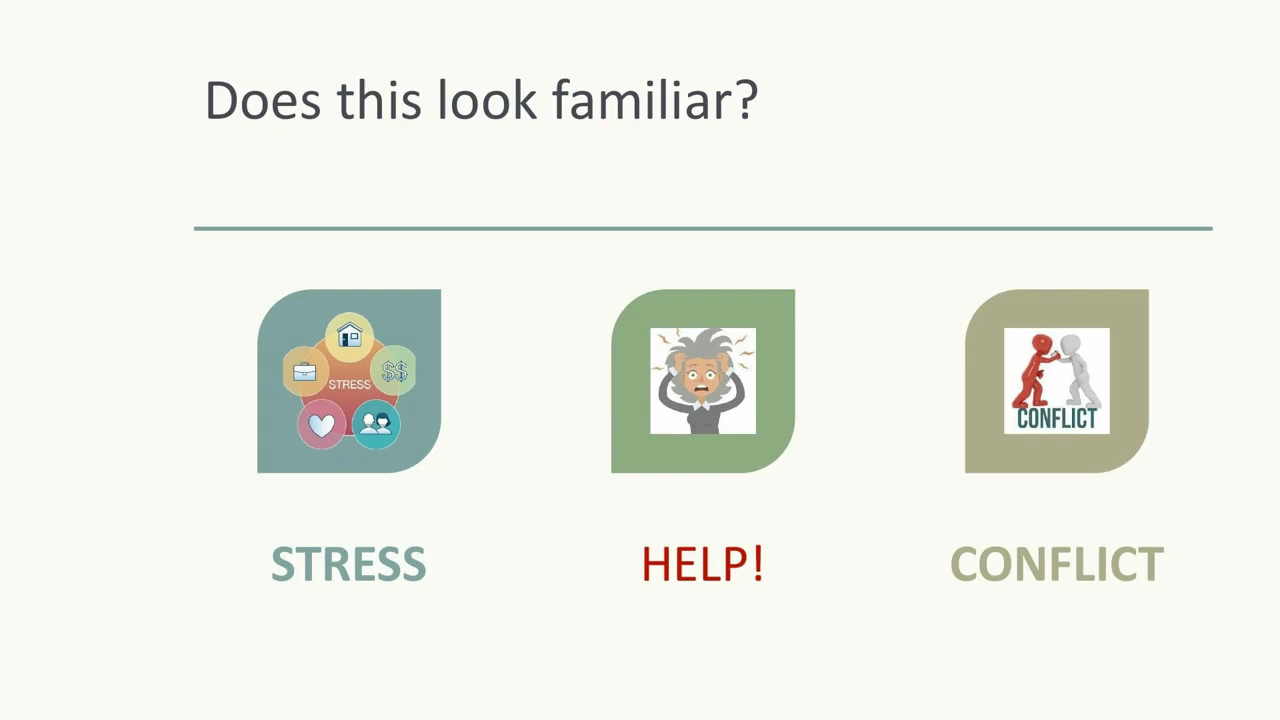 Does this look familiar?
STRESS
$$
CONFLICT
STRESS
HELP!
CONFLICT